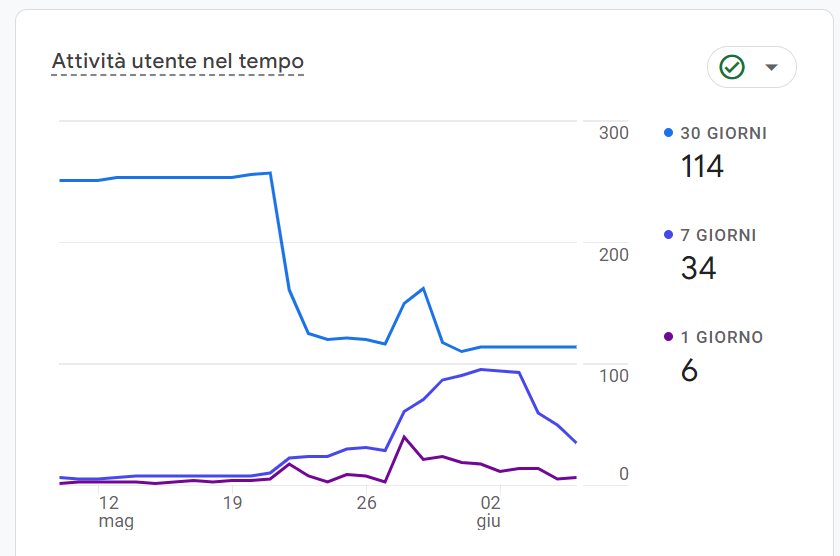 Attività utente nel tempo
300
200
100
0
12
mag
19
26
02
giu
30 GIORNI
114
7 GIORNI
34
1 GIORNO
6